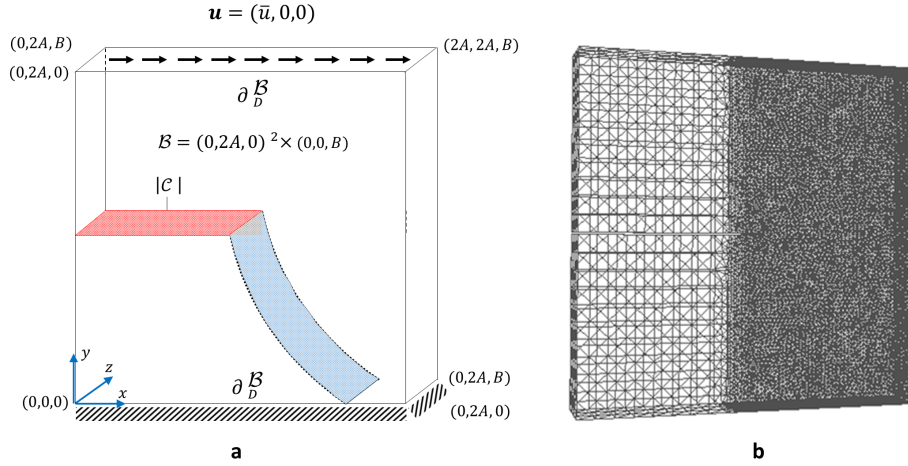 𝒖 = (ū, 0,0)
(0,2A, B)
(2A, 2A, B)
(0,2A, 0)
∂_D ℬ
ℬ = (0,2A, 0)² × (0,0, B)
|𝒞 |
y
z
x
∂_D ℬ
(0,0,0)
(0,2A, B)
(0,2A, 0)
a
b